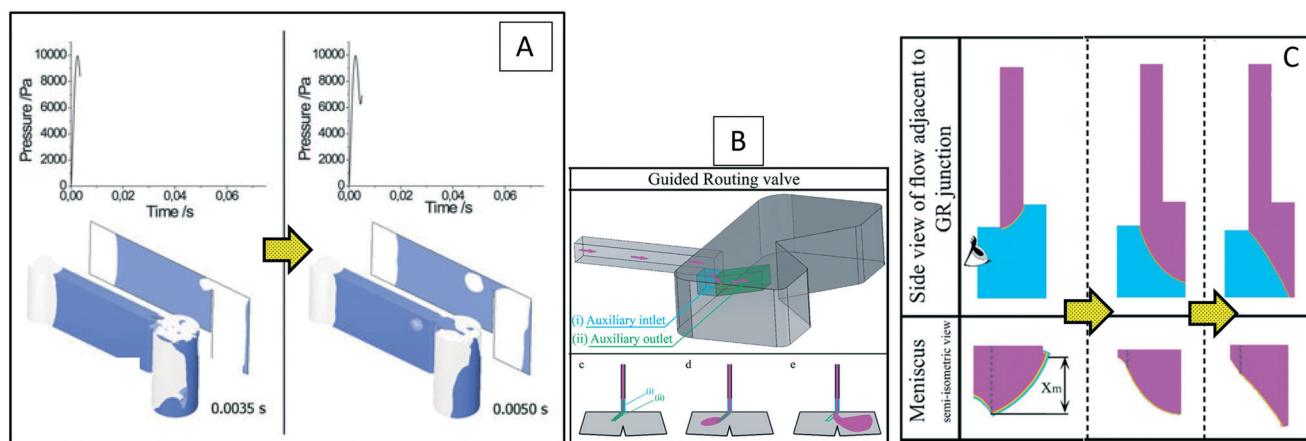 A
Pressure /Pa
10000
8000
6000
4000
2000
0
0,00 0,02 0,04 0,06
Time /s
0.0035 s
Pressure /Pa
10000
8000
6000
4000
2000
0
0,00 0,02 0,04 0,06
Time /s
0.0050 s
B
Guided Routing valve
(i) Auxiliary inlet
(ii) Auxiliary outlet
c
(i)
(ii)
d
e
C
Side view of flow adjacent to
GR junction
Meniscus
semi-isometric view
Xm